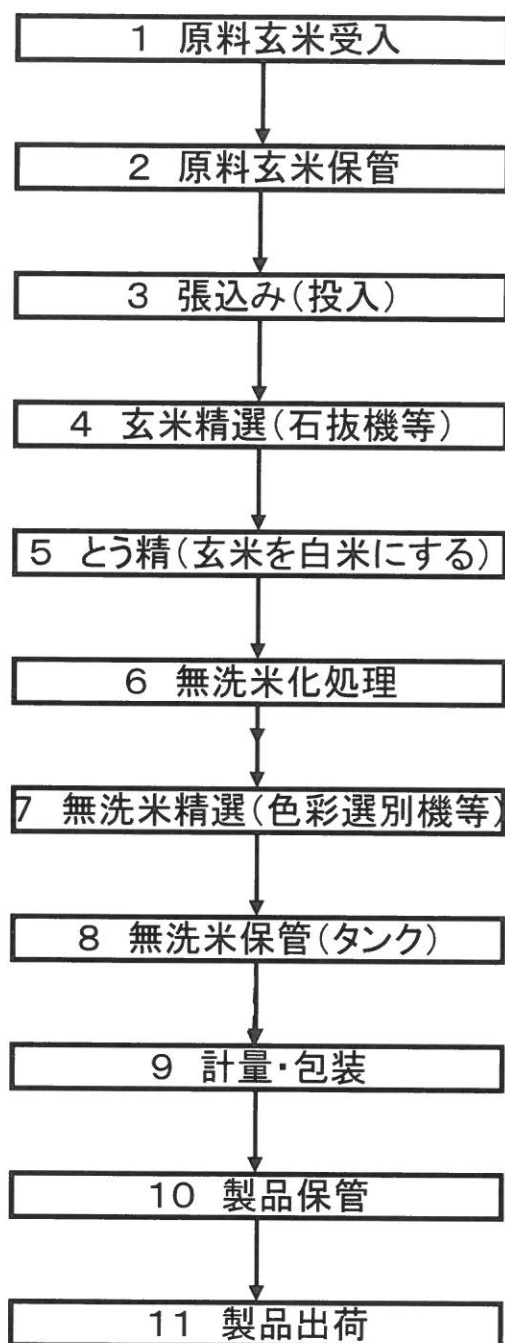 1 原料玄米受入
2 原料玄米保管
3 張込み(投入)
4 玄米精選(石抜機等)
5 とう精(玄米を白米にする)
6 無洗米化処理
7 無洗米精選(色彩選別機等)
8 無洗米保管(タンク)
9 計量・包装
10 製品保管
11 製品出荷